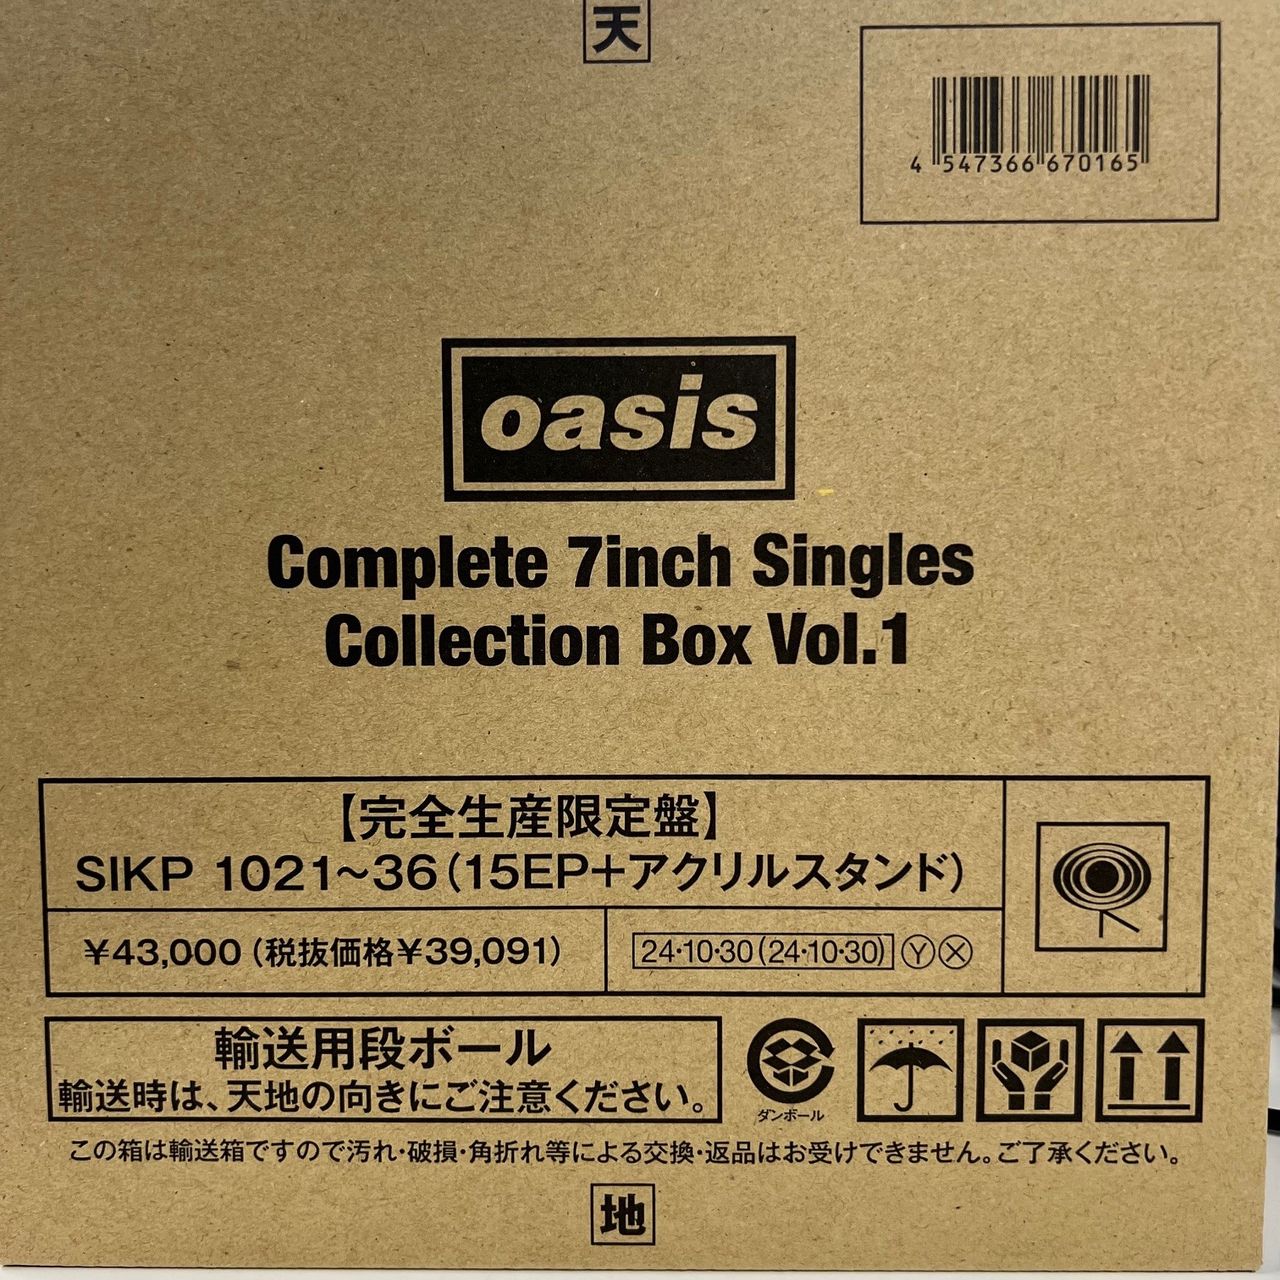 天
4 547366 670165
oasis
Complete 7inch Singles
Collection Box Vol.1
【完全生産限定盤】
SIKP 1021~36(15EP+アクリルスタンド)
¥43,000(税抜価格¥39,091)
24・10・30(24・10・30) Ⓨ Ⓧ
輸送用段ボール
輸送時は、天地の向きにご注意ください。
ダンボール
この箱は輸送箱ですので汚れ・破損・角折れ等による交換・返品はお受けできません。ご了承ください。
地